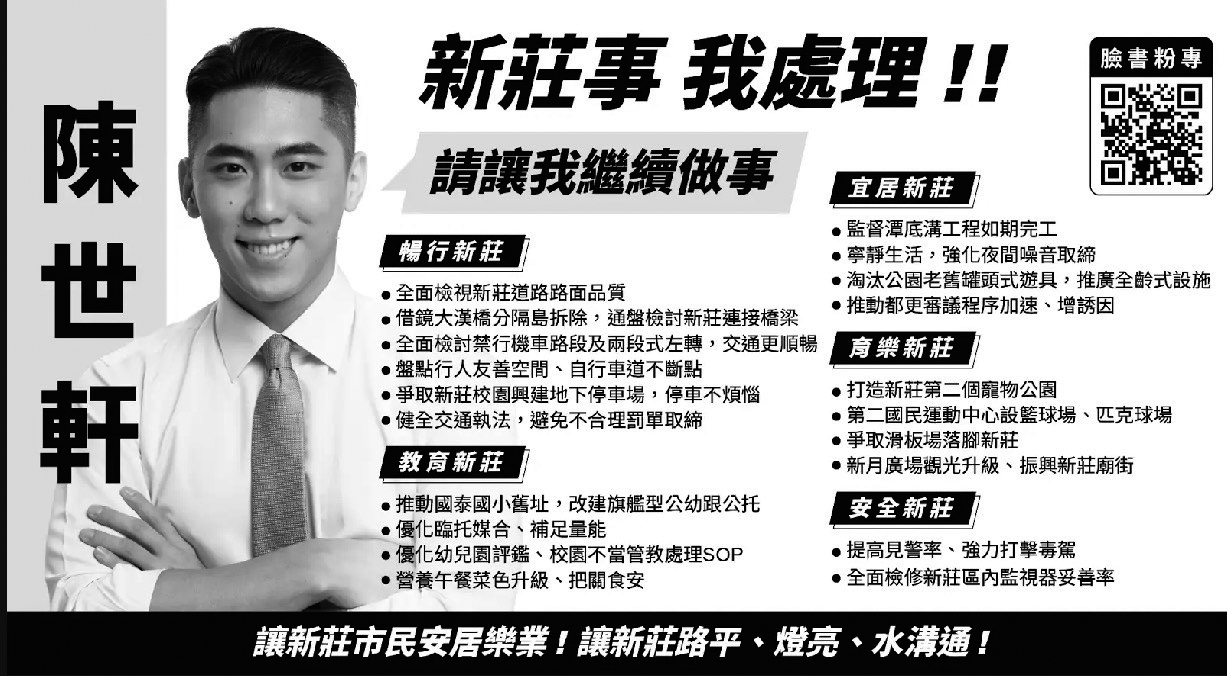 陳世軒
新莊事 我處理!!
請讓我繼續做事
臉書粉專
暢行新莊
●全面檢視新莊道路路面品質
●借鏡大漢橋分隔島拆除，通盤檢討新莊連接橋梁
●全面檢討禁行機車路段及兩段式左轉，交通更順暢
●盤點行人友善空間、自行車道不斷點
●爭取新莊校園興建地下停車場，停車不煩惱
●健全交通執法，避免不合理罰單取締
教育新莊
●推動國泰國小舊址，改建旗艦型公幼跟公托
●優化臨托媒合、補足量能
●優化幼兒園評鑑、校園不當管教處理SOP
●營養午餐菜色升級、把關食安
宜居新莊
●監督潭底溝工程如期完工
●寧靜生活，強化夜間噪音取締
●淘汰公園老舊罐頭式遊具，推廣全齡式設施
●推動都更審議程序加速、增誘因
育樂新莊
●打造新莊第二個寵物公園
●第二國民運動中心設籃球場、匹克球場
●爭取滑板場落腳新莊
●新月廣場觀光升級、振興新莊廟街
安全新莊
●提高見警率、強力打擊毒駕
●全面檢修新莊區內監視器妥善率
讓新莊市民安居樂業！讓新莊路平、燈亮、水溝通！